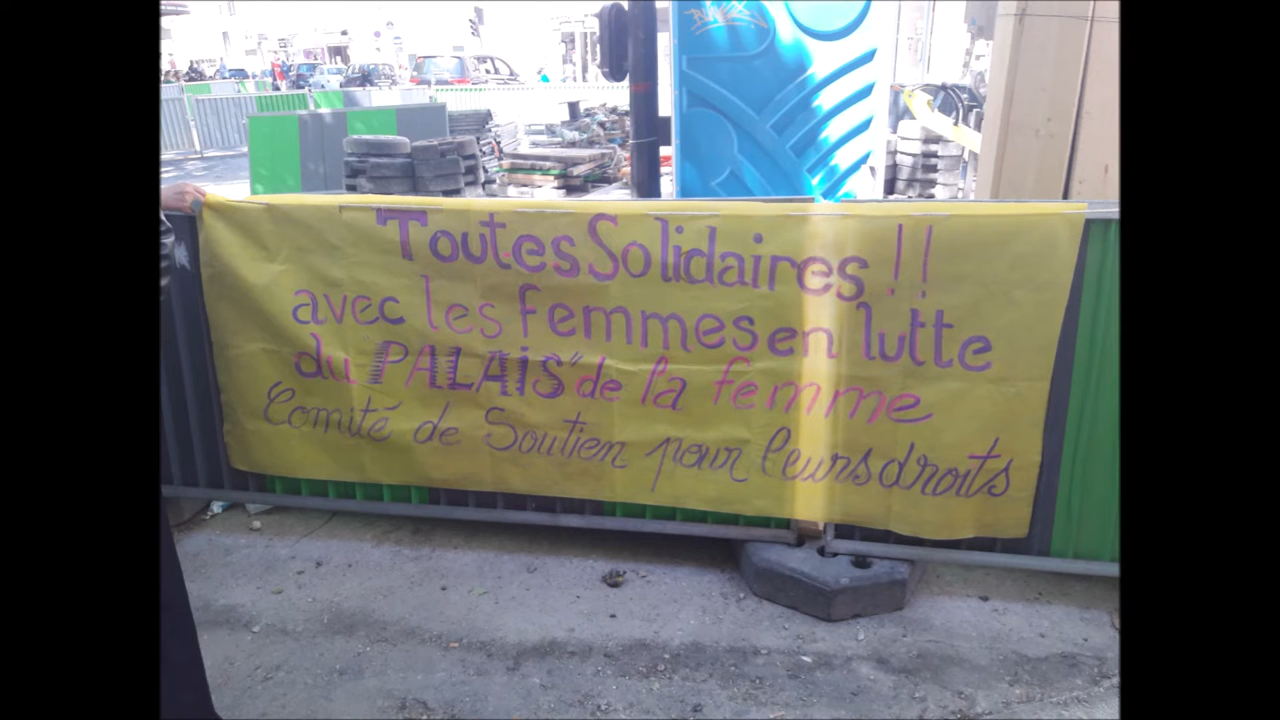 Toutes Solidaires !!
avec les femmes en lutte
du "PALAIS" de la femme
Comité de Soutien pour leurs droits